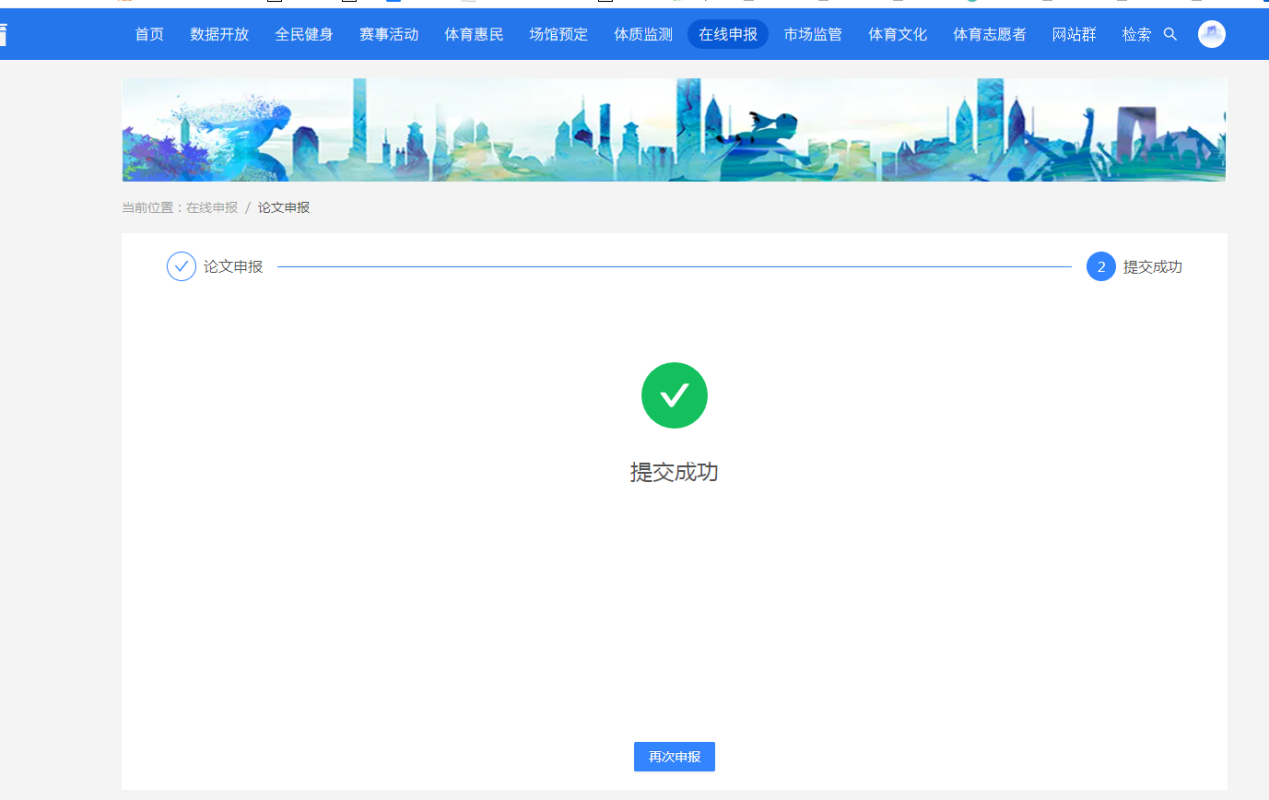 首页 数据开放 全民健身 赛事活动 体育惠民 场馆预定 体质监测 在线申报 市场监管 体育文化 体育志愿者 网站群 检索
当前位置：在线申报 / 论文申报
论文申报 2 提交成功
提交成功
再次申报